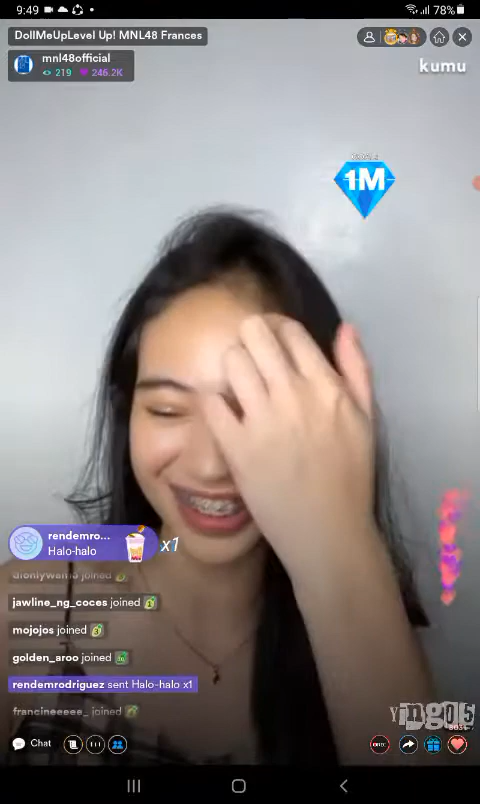 9:49
78%
DollMeUpLevel Up! MNL48 Frances
mnl48official
219 246.2K
kumu
1M
rendemro...
Halo-halo
x1
jawline_ng_coces joined
mojojos joined
golden_aroo joined
rendemrodriguez sent Halo-halo x1
francineeeee_ joined
Chat